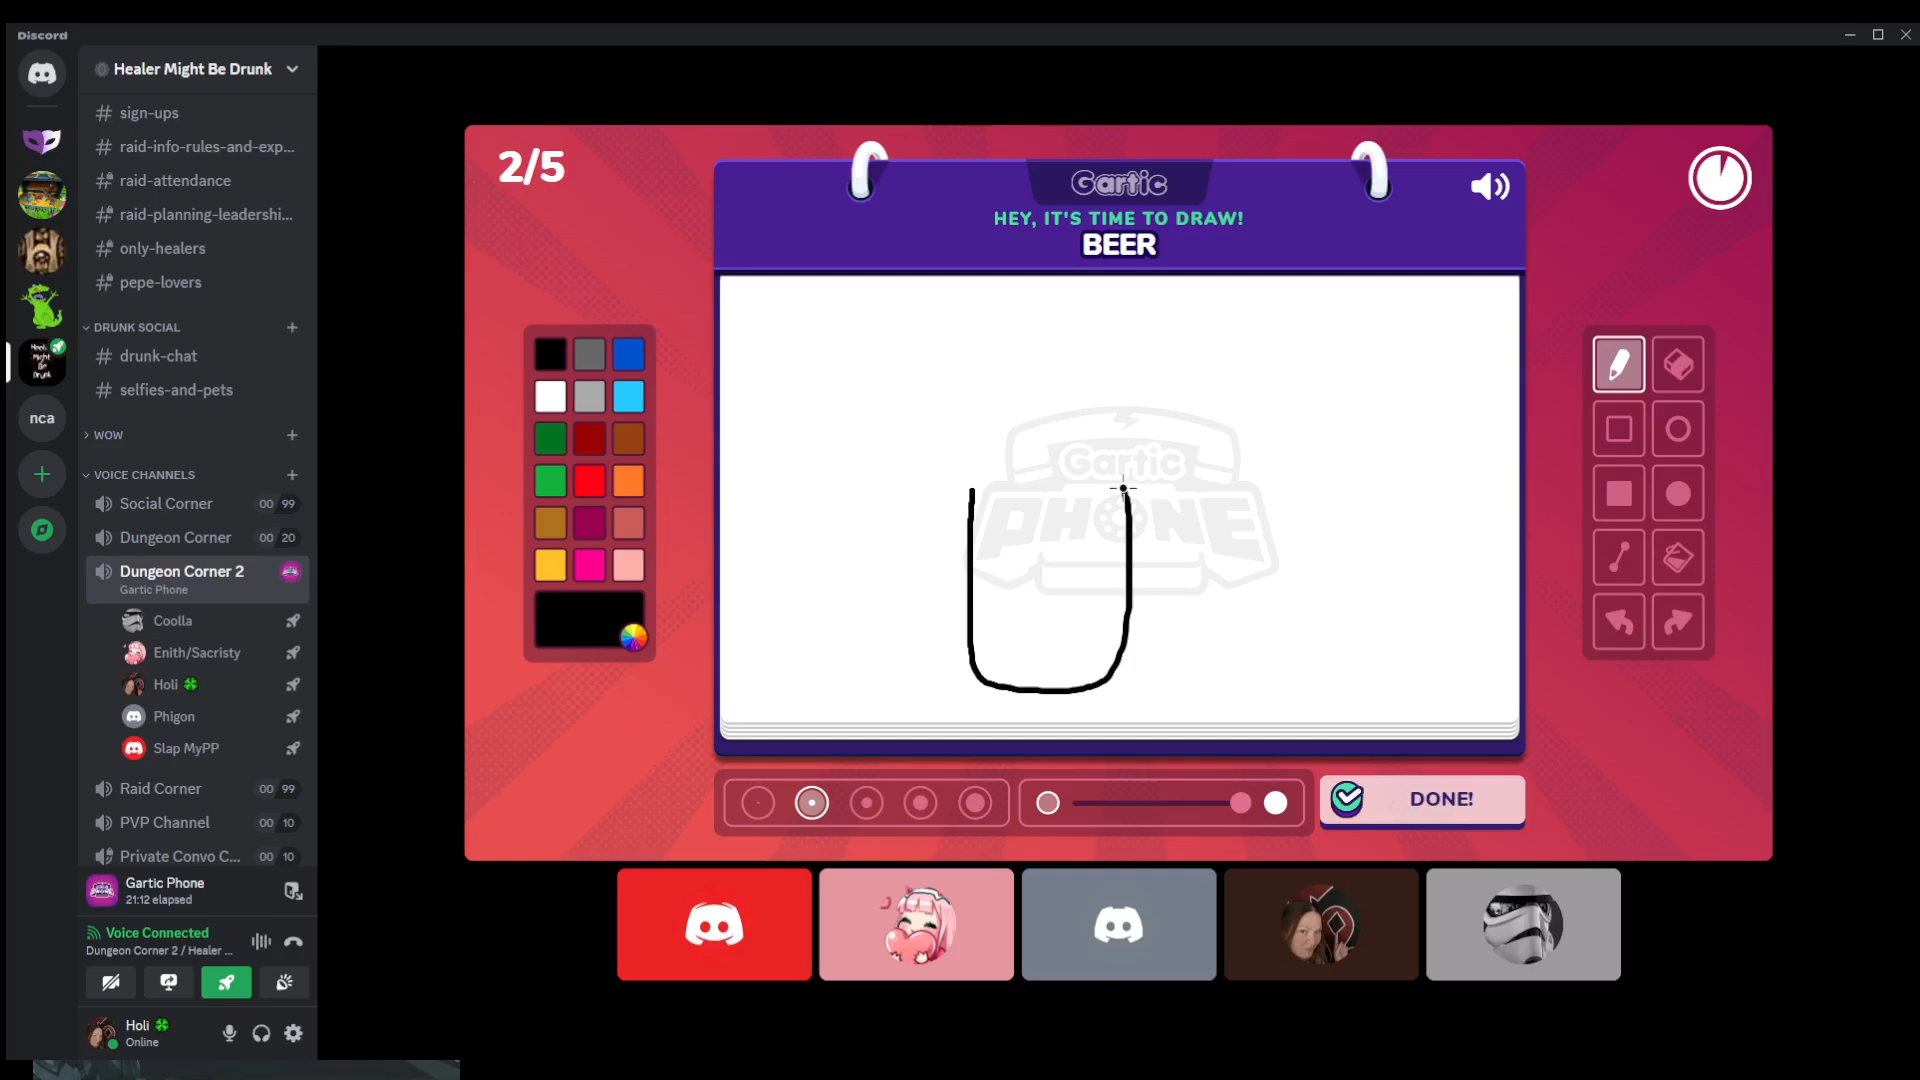 Discord
Healer Might Be Drunk
sign-ups
raid-info-rules-and-exp...
raid-attendance
raid-planning-leadershi...
only-healers
pepe-lovers
DRUNK SOCIAL
drunk-chat
selfies-and-pets
nca
WOW
VOICE CHANNELS
Social Corner 00 99
Dungeon Corner 00 20
Dungeon Corner 2
Gartic Phone
Coolla
Enith/Sacristy
Holi
Phigon
Slap MyPP
Raid Corner 00 99
PVP Channel 00 10
Private Convo C... 00 10
Gartic Phone
21:12 elapsed
Voice Connected
Dungeon Corner 2 / Healer ...
Holi
Online
2/5
Gartic
HEY, IT'S TIME TO DRAW!
BEER
Gartic
PHONE
DONE!